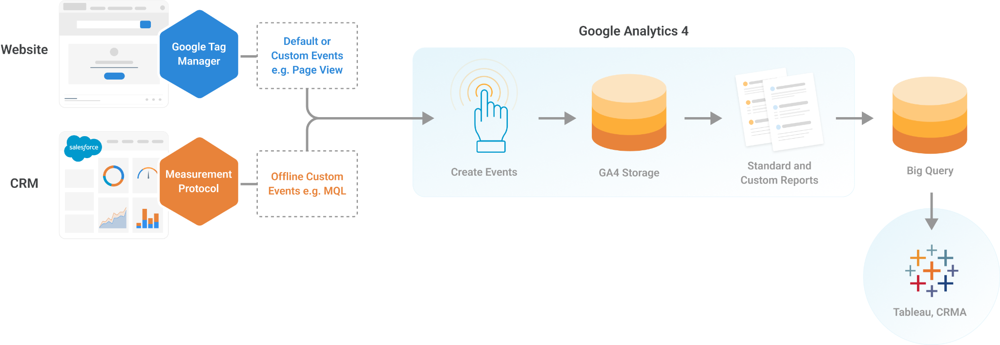 Google Analytics 4
Website
Google Tag
Manager
Default or
Custom Events
e.g. Page View
salesforce
CRM
Measurement
Protocol
Offline Custom
Events e.g. MQL
Create Events
GA4 Storage
Standard and
Custom Reports
Big Query
Tableau, CRMA